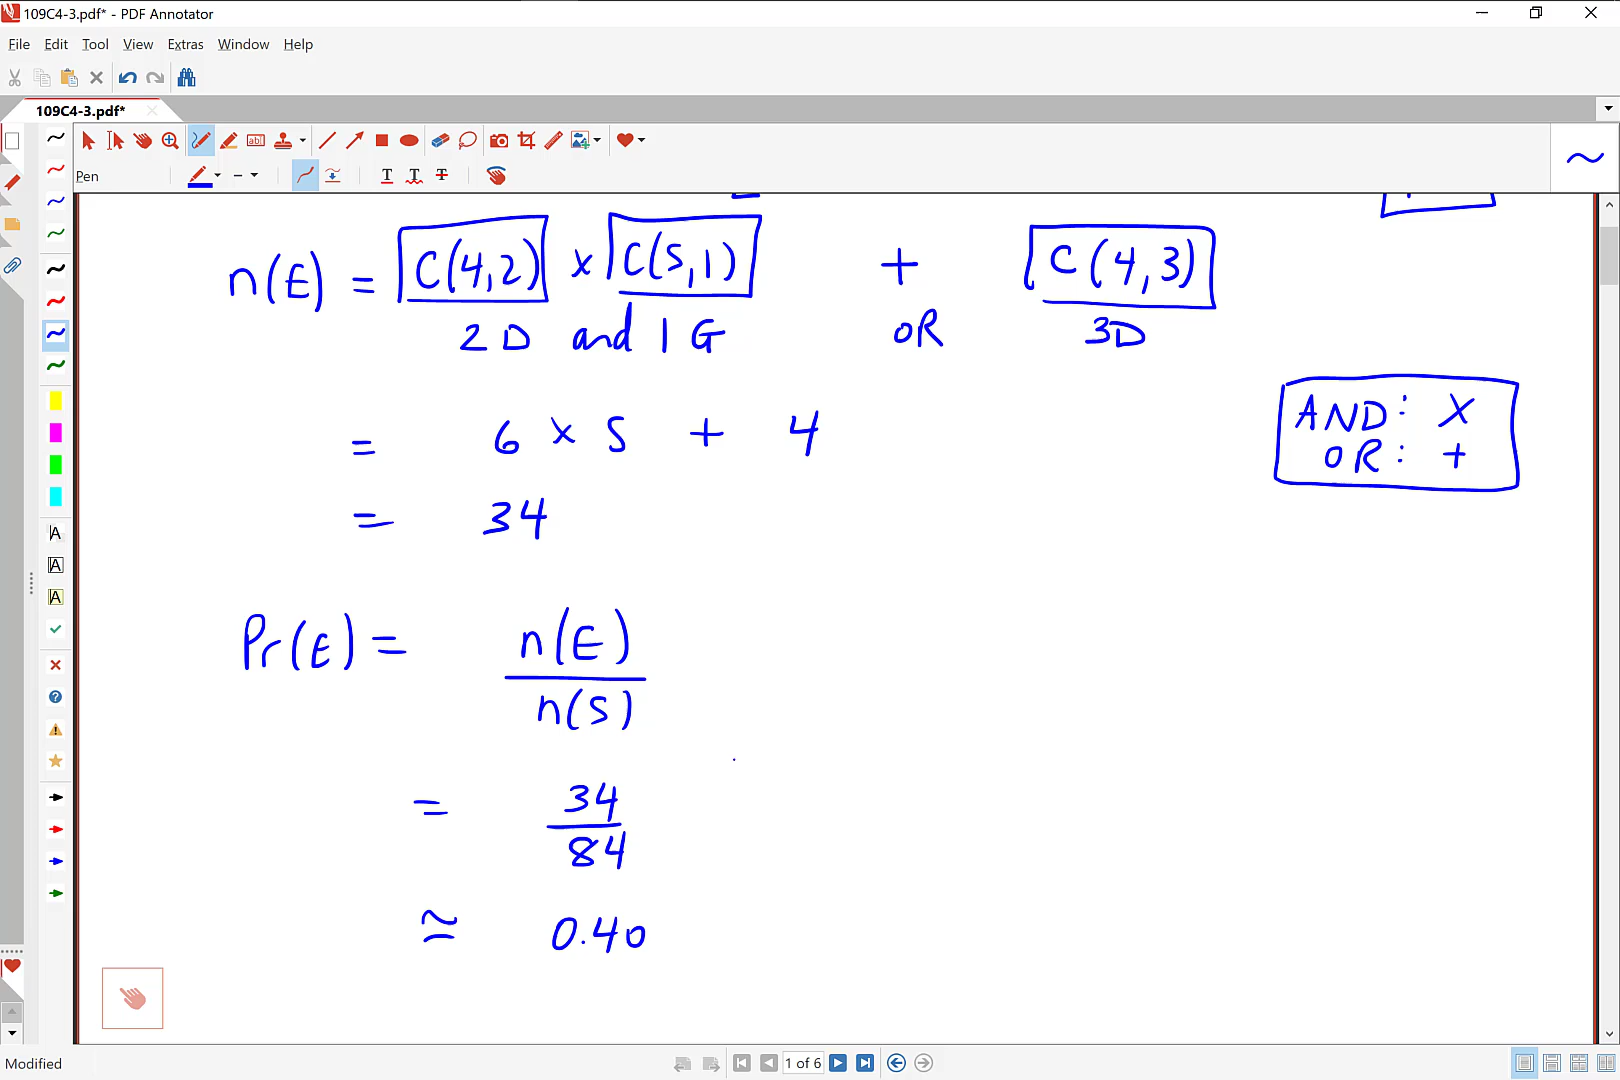 109C4-3.pdf* - PDF Annotator
File Edit Tool View Extras Window Help
109C4-3.pdf*
Pen
n(E) = C(4,2) × C(5,1) + C(4,3)
2 D and 1 G OR 3D
= 6 × 5 + 4
AND: X
OR: +
= 34
Pr(E) = n(E)
n(S)
= 34
84
≃ 0.40
Modified
1 of 6